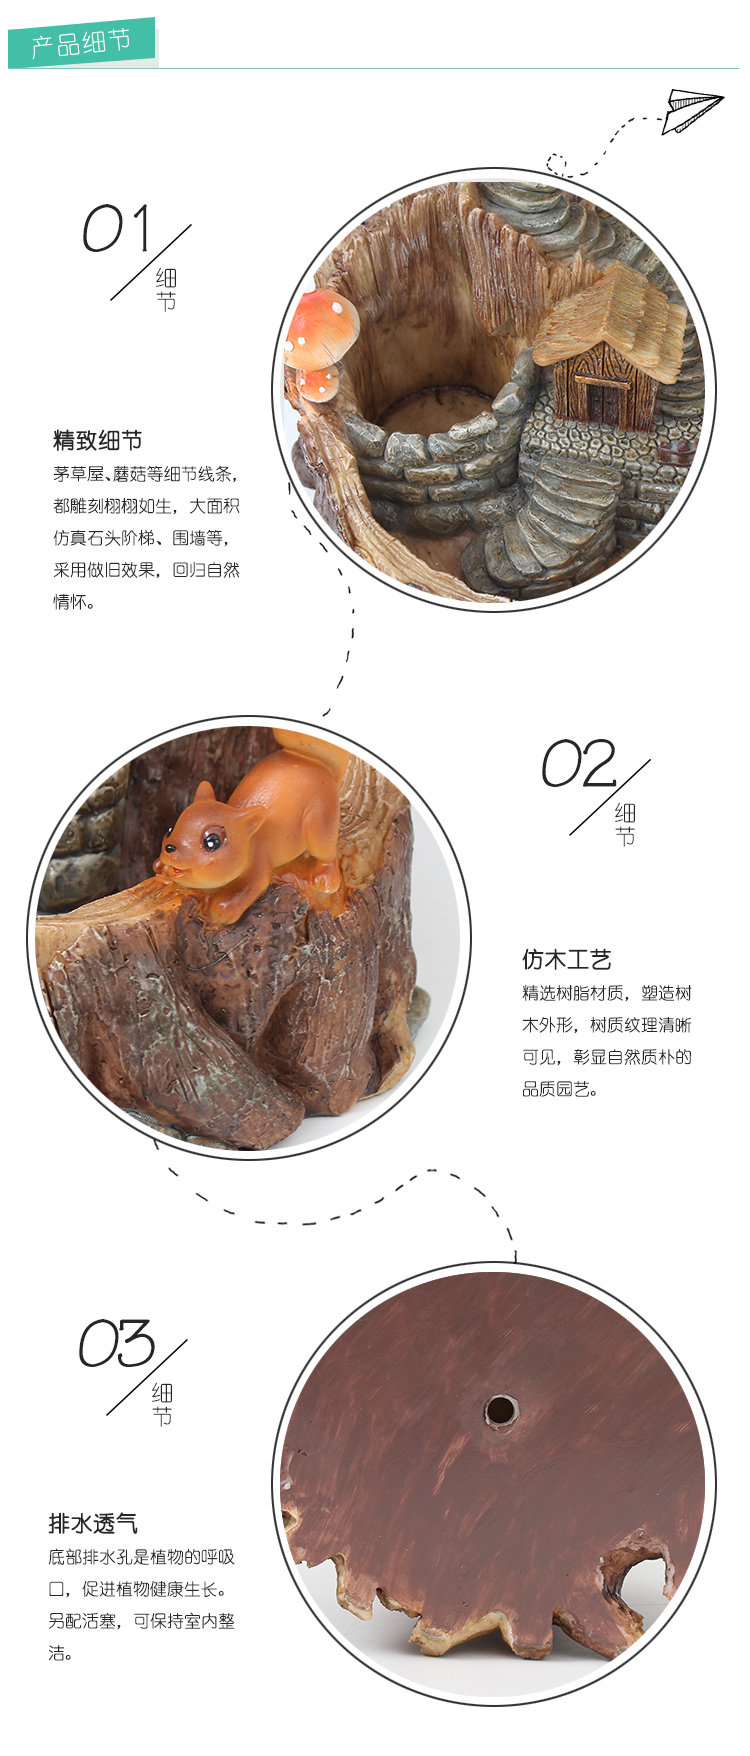 产品细节
01
细节
精致细节
茅草屋、蘑菇等细节线条，
都雕刻栩栩如生，大面积
仿真石头阶梯、围墙等，
采用做旧效果，回归自然
情怀。
02
细节
仿木工艺
精选树脂材质，塑造树
木外形，树质纹理清晰
可见，彰显自然质朴的
品质园艺。
03
细节
排水透气
底部排水孔是植物的呼吸
口，促进植物健康生长。
另配活塞，可保持室内整
洁。